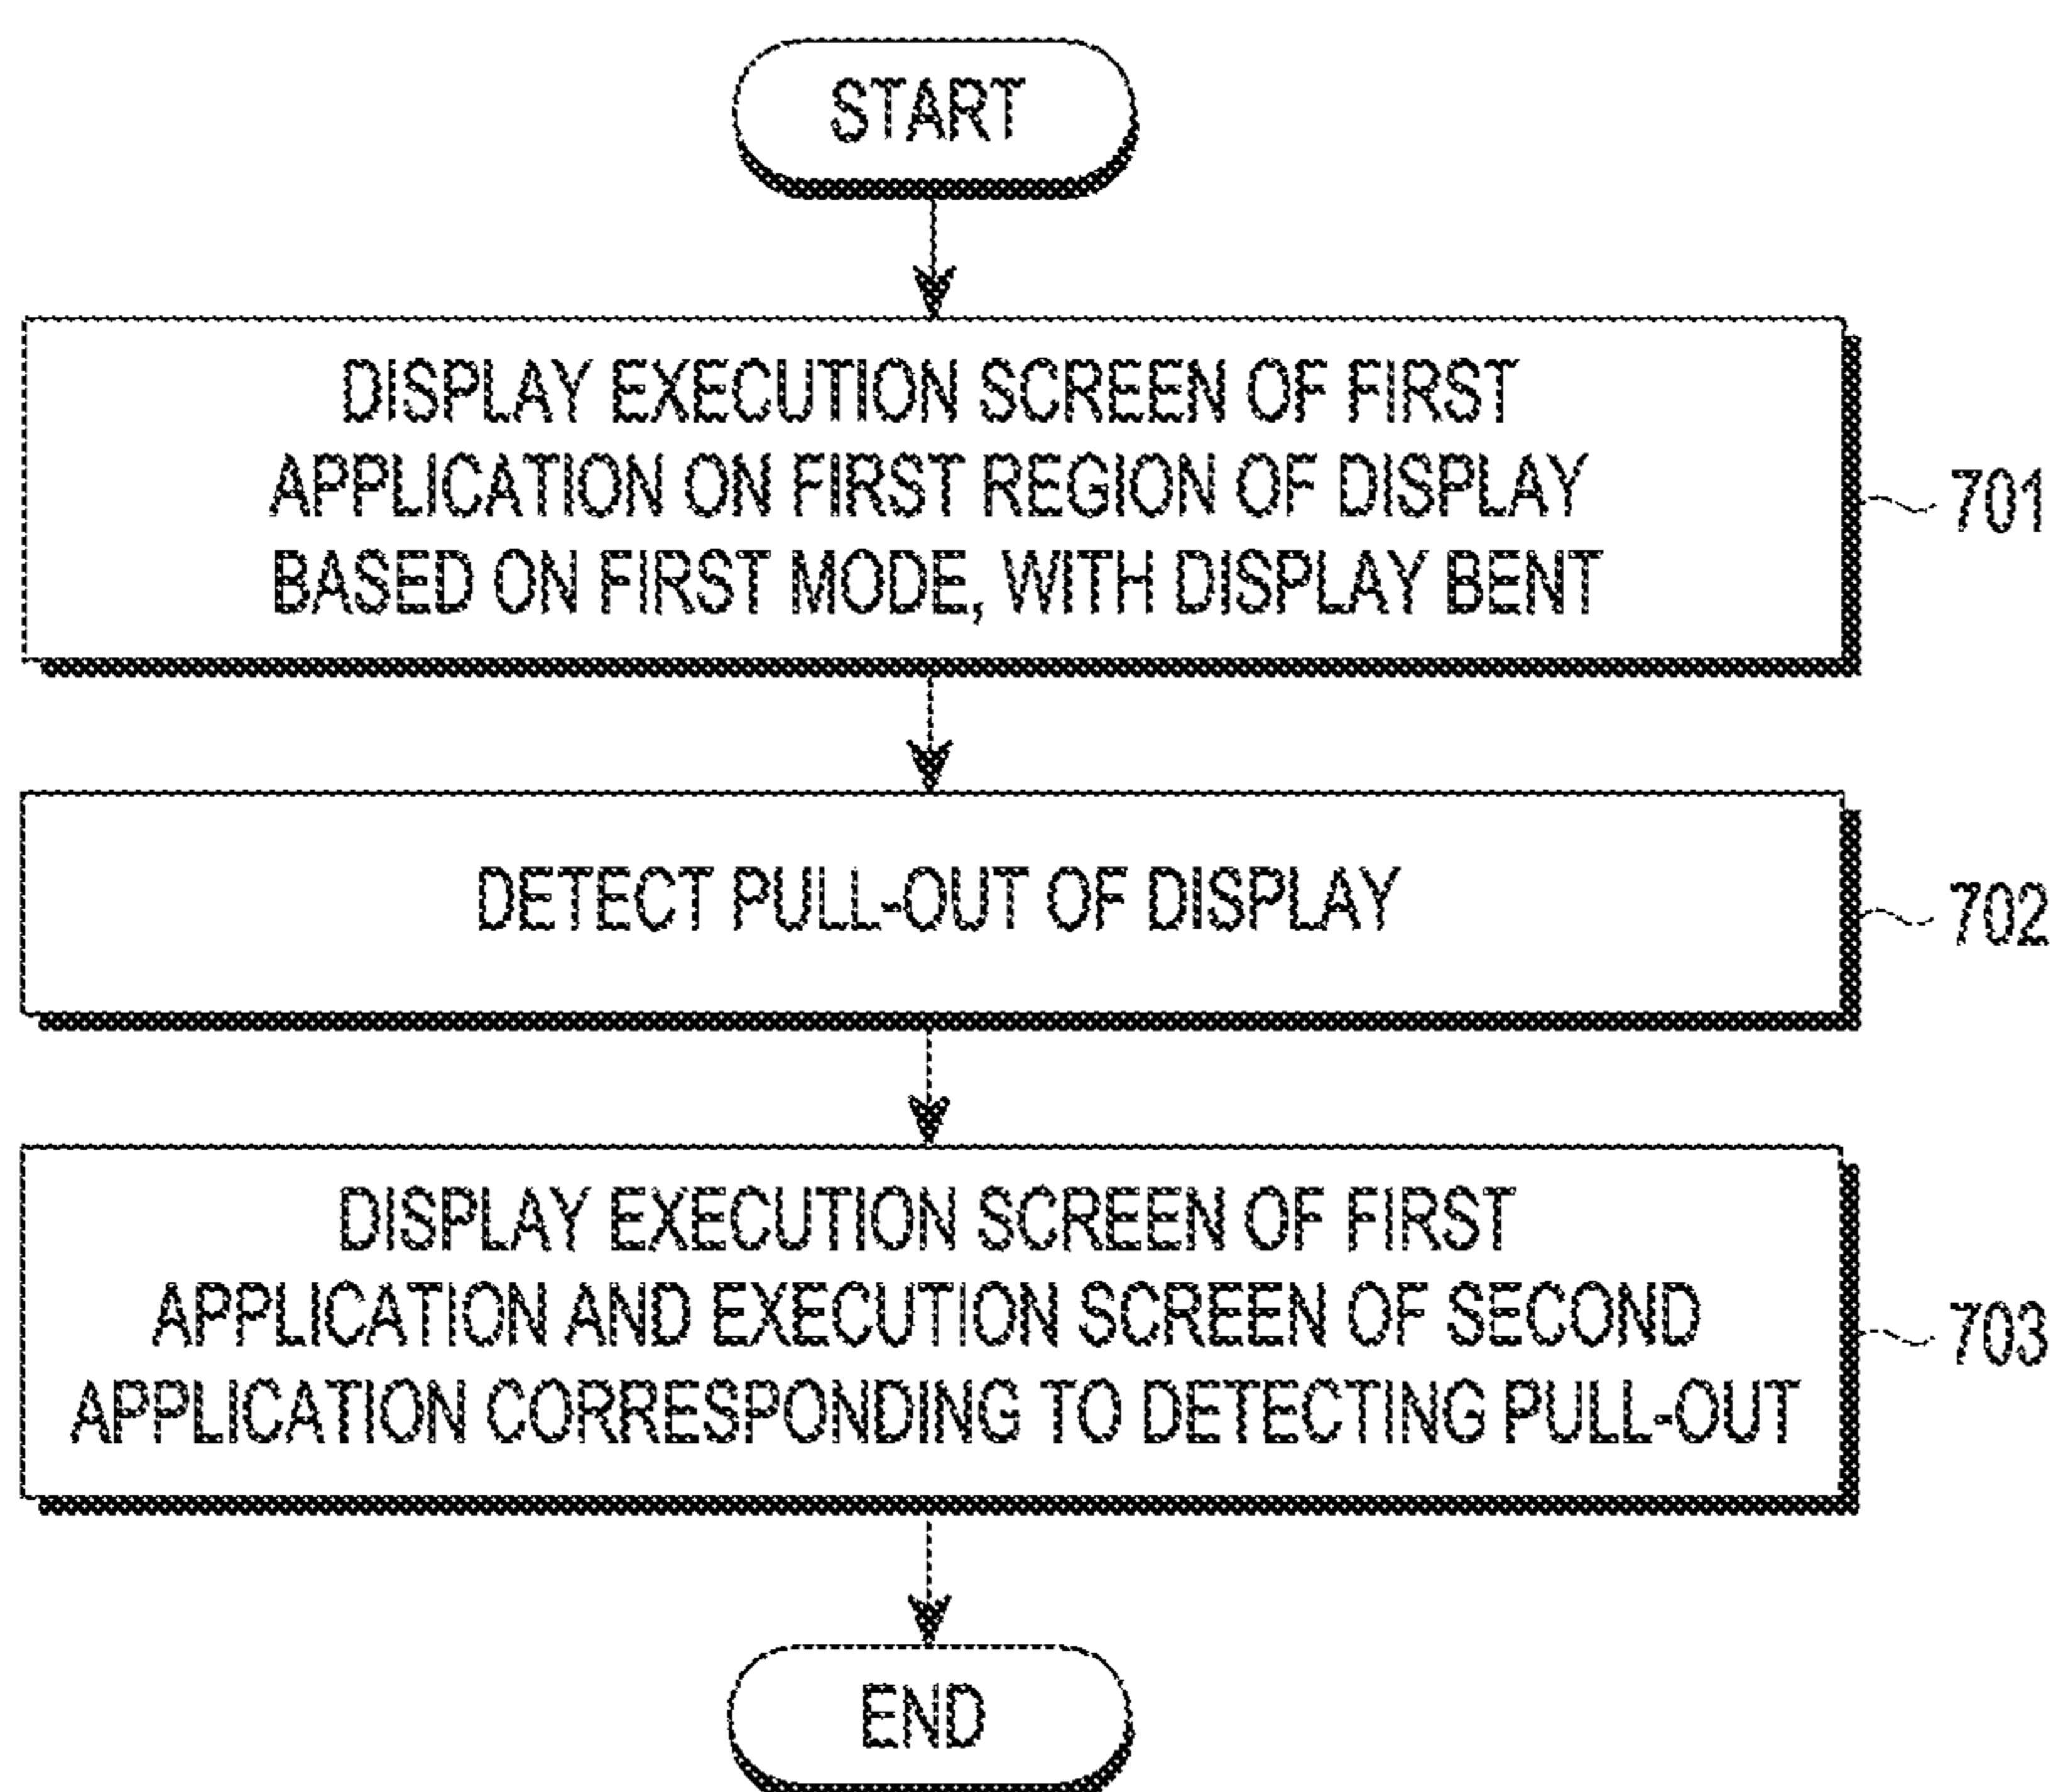 START
DISPLAY EXECUTION SCREEN OF FIRST
APPLICATION ON FIRST REGION OF DISPLAY
BASED ON FIRST MODE, WITH DISPLAY BENT
701
DETECT PULL-OUT OF DISPLAY
702
DISPLAY EXECUTION SCREEN OF FIRST
APPLICATION AND EXECUTION SCREEN OF SECOND
APPLICATION CORRESPONDING TO DETECTING PULL-OUT
703
END